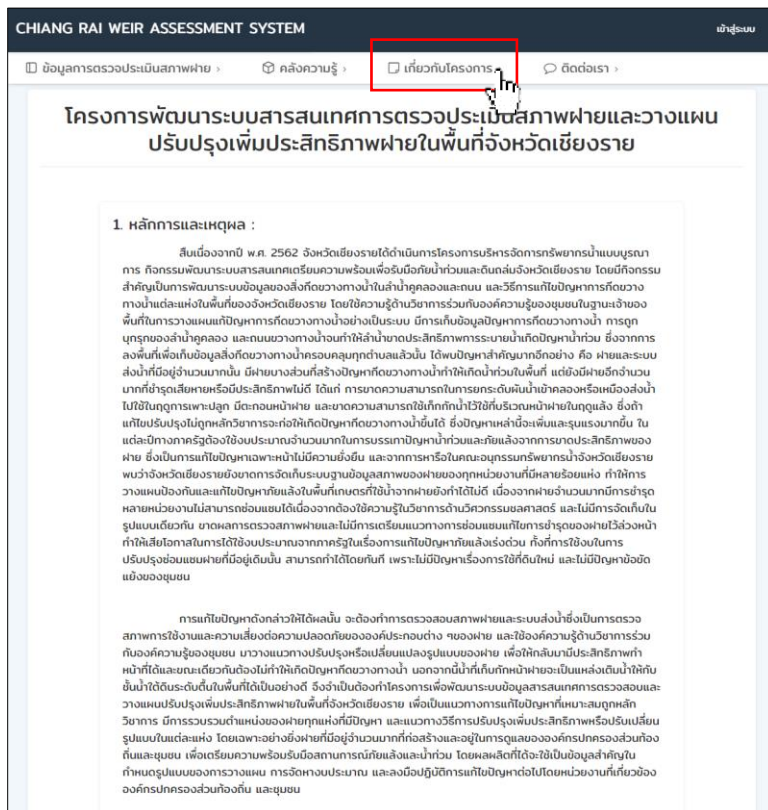 CHIANG RAI WEIR ASSESSMENT SYSTEM
เข้าสู่ระบบ
ข้อมูลการตรวจประเมินสภาพฝาย ›
คลังความรู้ ›
เกี่ยวกับโครงการ
ติดต่อเรา ›
โครงการพัฒนาระบบสารสนเทศการตรวจประเมินสภาพฝายและวางแผน
ปรับปรุงเพิ่มประสิทธิภาพฝายในพื้นที่จังหวัดเชียงราย
1. หลักการและเหตุผล :
สืบเนื่องจากปี พ.ศ. 2562 จังหวัดเชียงรายได้ดำเนินการโครงการบริหารจัดการทรัพยากรน้ำแบบบูรณา
การ กิจกรรมพัฒนาระบบสารสนเทศเตรียมความพร้อมเพื่อรับมือภัยน้ำท่วมและดินถล่มจังหวัดเชียงราย โดยมีกิจกรรม
สำคัญเป็นการพัฒนาระบบข้อมูลของสิ่งกีดขวางทางน้ำในลำน้ำคูคลองและถนน และวิธีการแก้ไขปัญหาการกีดขวาง
ทางน้ำแต่ละแห่งในพื้นที่ของจังหวัดเชียงราย โดยใช้ความรู้ด้านวิชาการร่วมกับองค์ความรู้ของชุมชนในฐานะเจ้าของ
พื้นที่ในการวางแผนแก้ปัญหาการกีดขวางทางน้ำอย่างเป็นระบบ มีการเก็บข้อมูลปัญหาการกีดขวางทางน้ำ การถูก
บุกรุกของลำน้ำคูคลอง และถนนขวางทางน้ำจนทำให้ลำน้ำขาดประสิทธิภาพการระบายน้ำเกิดปัญหาน้ำท่วม ซึ่งจากการ
ลงพื้นที่เพื่อเก็บข้อมูลสิ่งกีดขวางทางน้ำครอบคลุมทุกตำบลแล้วนั้น ได้พบปัญหาสำคัญมากอีกอย่าง คือ ฝายและระบบ
ส่งน้ำที่มีอยู่จำนวนมากนั้น มีฝายบางส่วนที่สร้างปัญหากีดขวางทางน้ำทำให้เกิดน้ำท่วมในพื้นที่ แต่ยังมีฝายอีกจำนวน
มากที่ชำรุดเสียหายหรือมีประสิทธิภาพไม่ดี ได้แก่ การขาดความสามารถในการยกระดับผันน้ำเข้าคลองหรือเหมืองส่งน้ำ
ไปใช้ในฤดูการเพาะปลูก มีตะกอนหน้าฝาย และขาดความสามารถใช้เก็กกักน้ำไว้ใช้ที่บริเวณหน้าฝายในฤดูแล้ง ซึ่งถ้า
แก้ไขปรับปรุงไม่ถูกหลักวิชาการจะก่อให้เกิดปัญหากีดขวางทางน้ำขึ้นได้ ซึ่งปัญหาเหล่านี้จะเพิ่มและรุนแรงมากขึ้น ใน
แต่ละปีทางภาครัฐต้องใช้งบประมาณจำนวนมากในการบรรเทาปัญหาน้ำท่วมและภัยแล้งจากการขาดประสิทธิภาพของ
ฝาย ซึ่งเป็นการแก้ไขปัญหาเฉพาะหน้าไม่มีความยั่งยืน และจากการหารือในคณะอนุกรรมทรัพยากรน้ำจังหวัดเชียงราย
พบว่าจังหวัดเชียงรายยังขาดการจัดเก็บระบบฐานข้อมูลสภาพของฝายของทุกหน่วยงานที่มีหลายร้อยแห่ง ทำให้การ
วางแผนป้องกันและแก้ไขปัญหาภัยแล้งในพื้นที่เกษตรที่ใช้น้ำจากฝายยังทำได้ไม่ดี เนื่องจากฝายจำนวนมากมีการชำรุด
หลายหน่วยงานไม่สามารถซ่อมแซมได้เนื่องจากต้องใช้ความรู้ในวิชาการด้านวิศวกรรมชลศาสตร์ และไม่มีการจัดเก็บใน
รูปแบบเดียวกัน ขาดผลการตรวจสภาพฝายและไม่มีการเตรียมแนวทางการซ่อมแซมแก้ไขการชำรุดของฝายไว้ล่วงหน้า
ทำให้เสียโอกาสในการได้ใช้งบประมาณจากภาครัฐในเรื่องการแก้ไขปัญหาภัยแล้งเร่งด่วน ทั้งที่การใช้งบในการ
ปรับปรุงซ่อมแซมฝายที่มีอยู่เดิมนั้น สามารถทำได้โดยทันที เพราะไม่มีปัญหาเรื่องการใช้ที่ดินใหม่ และไม่มีปัญหาข้อขัด
แย้งของชุมชน
การแก้ไขปัญหาดังกล่าวให้ได้ผลนั้น จะต้องทำการตรวจสอบสภาพฝายและระบบส่งน้ำซึ่งเป็นการตรวจ
สภาพการใช้งานและความเสี่ยงต่อความปลอดภัยขององค์ประกอบต่าง ๆของฝาย และใช้องค์ความรู้ด้านวิชาการร่วม
กับองค์ความรู้ของชุมชน มาวางแนวทางปรับปรุงหรือเปลี่ยนแปลงรูปแบบของฝาย เพื่อให้กลับมามีประสิทธิภาพทำ
หน้าที่ได้และขณะเดียวกันต้องไม่ทำให้เกิดปัญหากีดขวางทางน้ำ นอกจากนี้น้ำที่เก็บกักหน้าฝายจะเป็นแหล่งเติมน้ำให้กับ
ชั้นน้ำใต้ดินระดับตื้นในพื้นที่ได้เป็นอย่างดี จึงจำเป็นต้องทำโครงการเพื่อพัฒนาระบบข้อมูลสารสนเทศการตรวจสอบและ
วางแผนปรับปรุงเพิ่มประสิทธิภาพฝายในพื้นที่จังหวัดเชียงราย เพื่อเป็นแนวทางการแก้ไขปัญหาที่เหมาะสมถูกหลัก
วิชาการ มีการรวบรวมตำแหน่งของฝายทุกแห่งที่มีปัญหา และแนวทางวิธีการปรับปรุงเพิ่มประสิทธิภาพหรือปรับเปลี่ยน
รูปแบบในแต่ละแห่ง โดยเฉพาะอย่างยิ่งฝายที่มีอยู่จำนวนมากที่ก่อสร้างและอยู่ในการดูแลขององค์กรปกครองส่วนท้อง
ถิ่นและชุมชน เพื่อเตรียมความพร้อมรับมือสถานการณ์ภัยแล้งและน้ำท่วม โดยผลผลิตที่ได้จะใช้เป็นข้อมูลสำคัญใน
กำหนดรูปแบบของการวางแผน การจัดหางบประมาณ และลงมือปฏิบัติการแก้ไขปัญหาต่อไปโดยหน่วยงานที่เกี่ยวข้อง
องค์กรปกครองส่วนท้องถิ่น และชุมชน